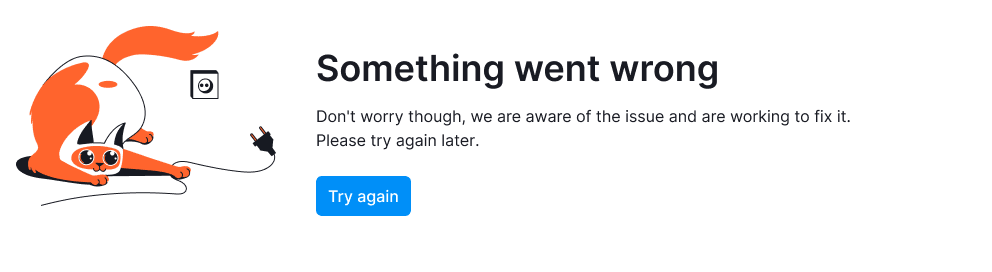 Something went wrong
Don't worry though, we are aware of the issue and are working to fix it.
Please try again later.
Try again